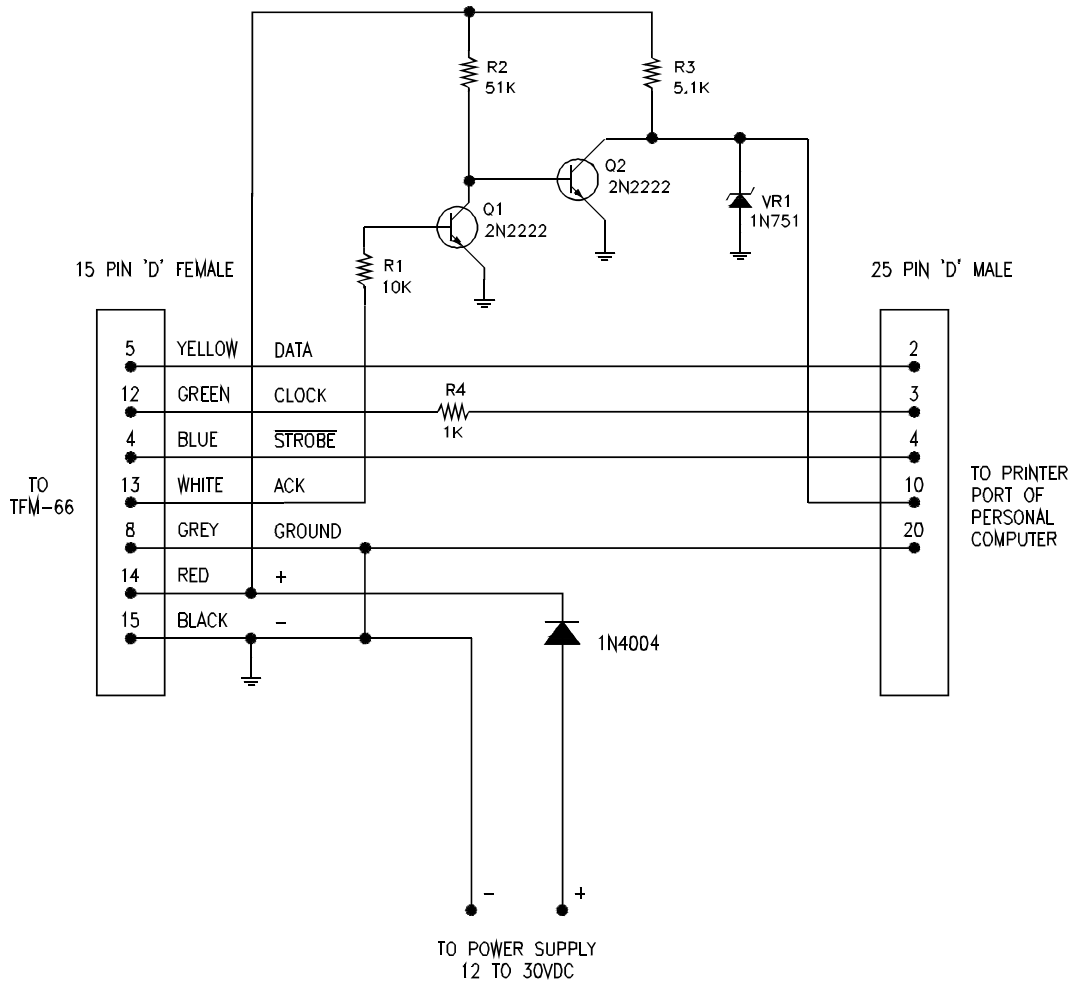 R2
51K
R3
5.1K
Q2
2N2222
Q1
2N2222
VR1
1N751
R1
10K
15 PIN 'D' FEMALE
25 PIN 'D' MALE
5 YELLOW DATA 2
R4
12 GREEN CLOCK 3
1K
4 BLUE STROBE 4
13 WHITE ACK 10
8 GREY GROUND 20
14 RED +
15 BLACK -
TO
TFM-66
TO PRINTER
PORT OF
PERSONAL
COMPUTER
1N4004
- +
TO POWER SUPPLY
12 TO 30VDC